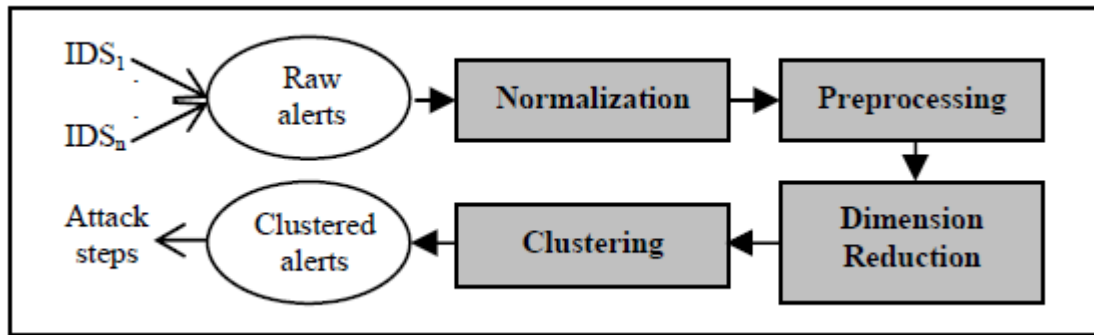 IDS1
Raw
alerts
IDSn
Normalization
Preprocessing
Dimension
Reduction
Clustering
Clustered
alerts
Attack
steps